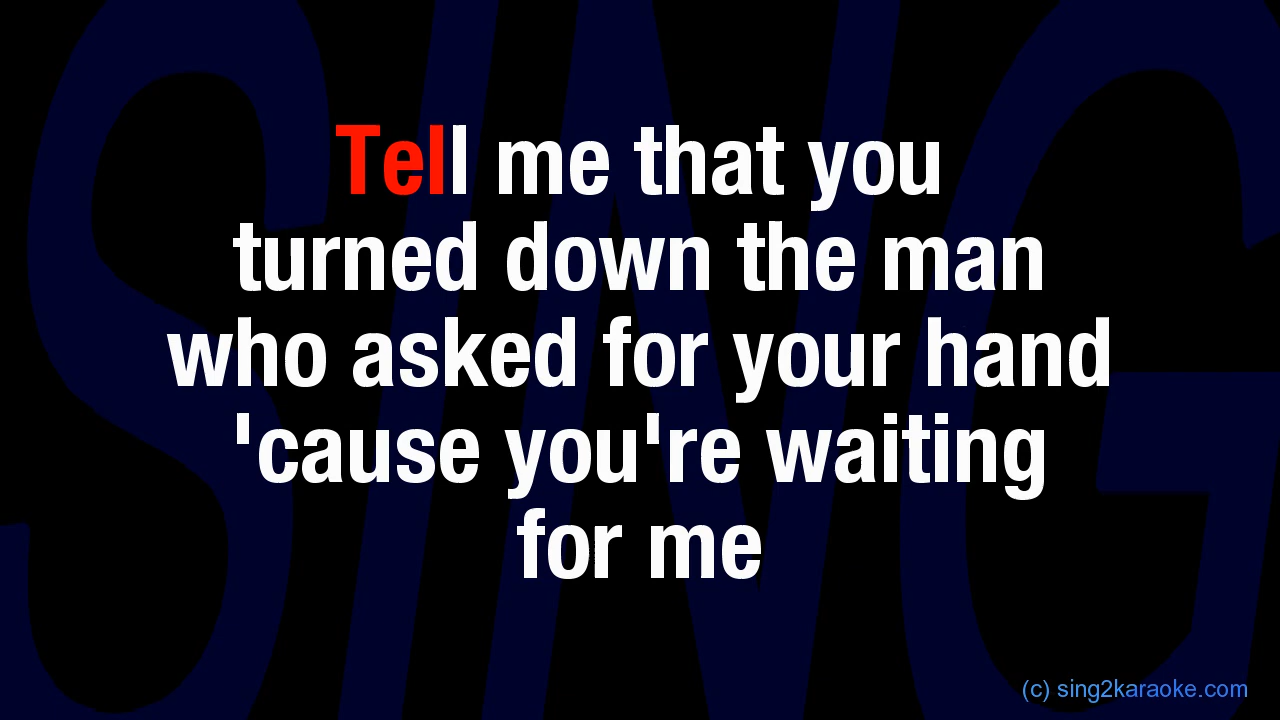 SING
Tell me that you
turned down the man
who asked for your hand
'cause you're waiting
for me
(c) sing2karaoke.com